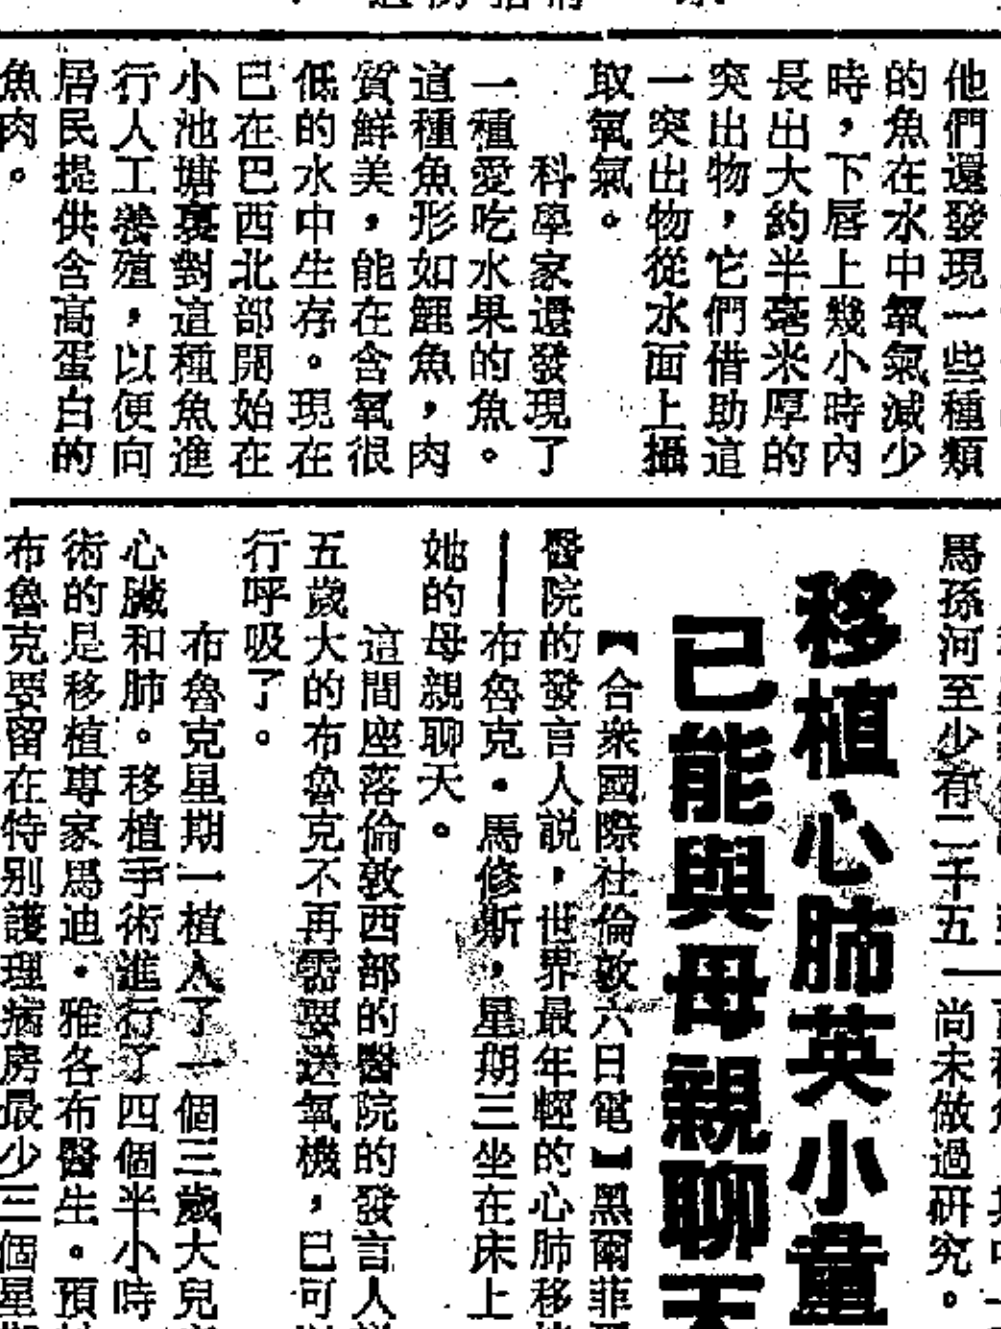 他們還發現一些種類
的魚在水中氧氣減少
時，下唇上幾小時內
長出大約半毫米厚的
突出物，它們借助這
一突出物從水面上攝
取氧氣。
科學家還發現了
一種愛吃水果的魚。
這種魚形如鯉魚，肉
質鮮美，能在含氧很
低的水中生存。現在
已在巴西北部開始在
小池塘裏對這種魚進
行人工養殖，以便向
居民提供含高蛋白的
魚肉。
馬孫河至少有二千五
尚未做過研究。
移植心肺英小童
已能與母親聊天
【合衆國際社倫敦六日電】黑爾菲
醫院的發言人説，世界最年輕的心肺移
——布魯克・馬修斯，星期三坐在床上
她的母親聊天。
這間座落倫敦西部的醫院的發言人
五歲大的布魯克不再需要送氧機，已可
行呼吸了。
布魯克星期一植入了一個三歲大兒
心臟和肺。移植手術進行了四個半小時
術的是移植專家馬迪・雅各布醫生。預
布魯克要留在特別護理病房最少三個星